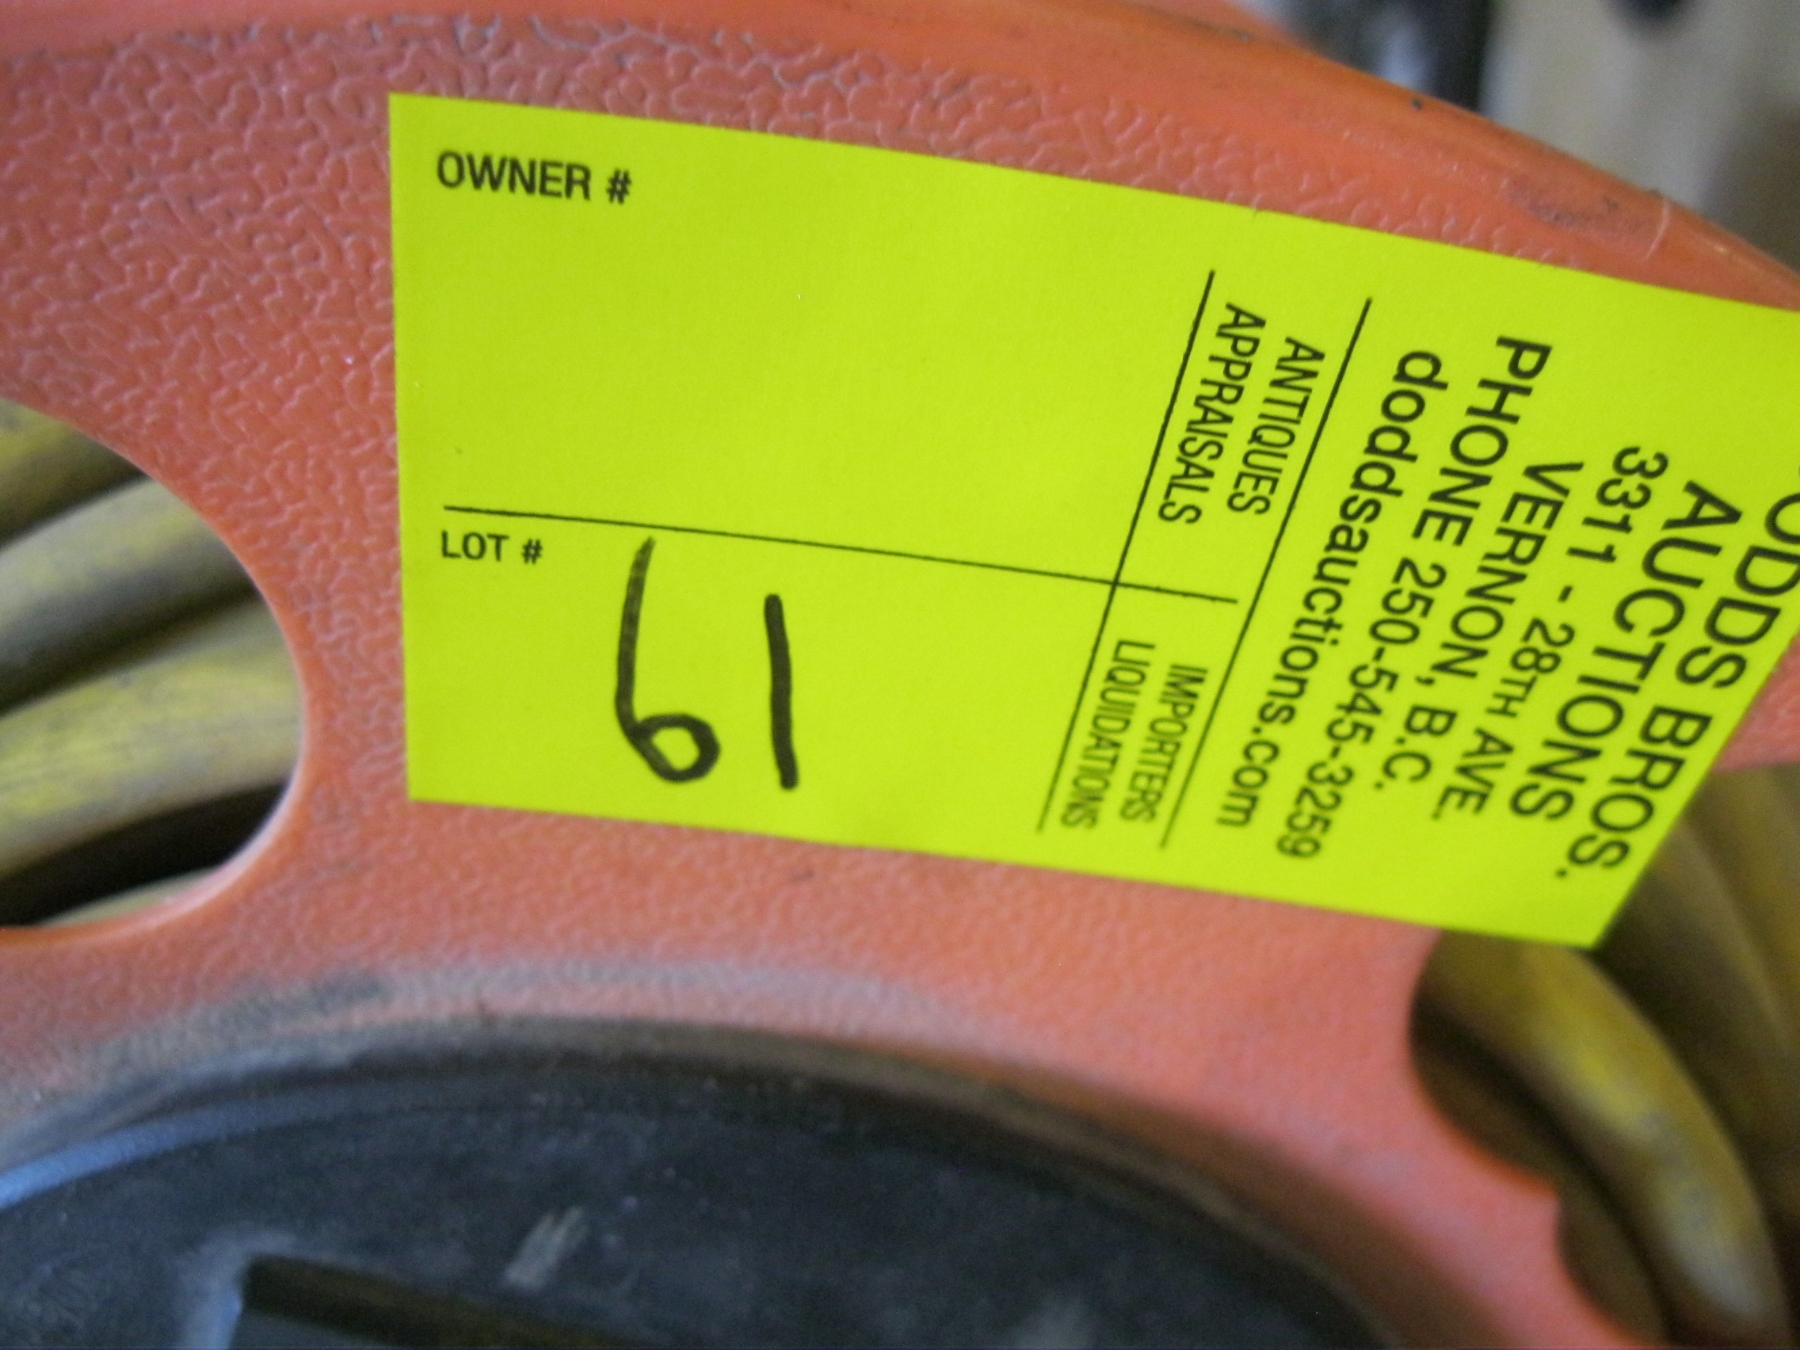 DODDS BROS.
AUCTIONS
3311 - 28TH AVE.
VERNON, B.C.
PHONE 250-545-3259
doddsauctions.com
ANTIQUES
APPRAISALS
IMPORTERS
LIQUIDATIONS
OWNER #
LOT # 61